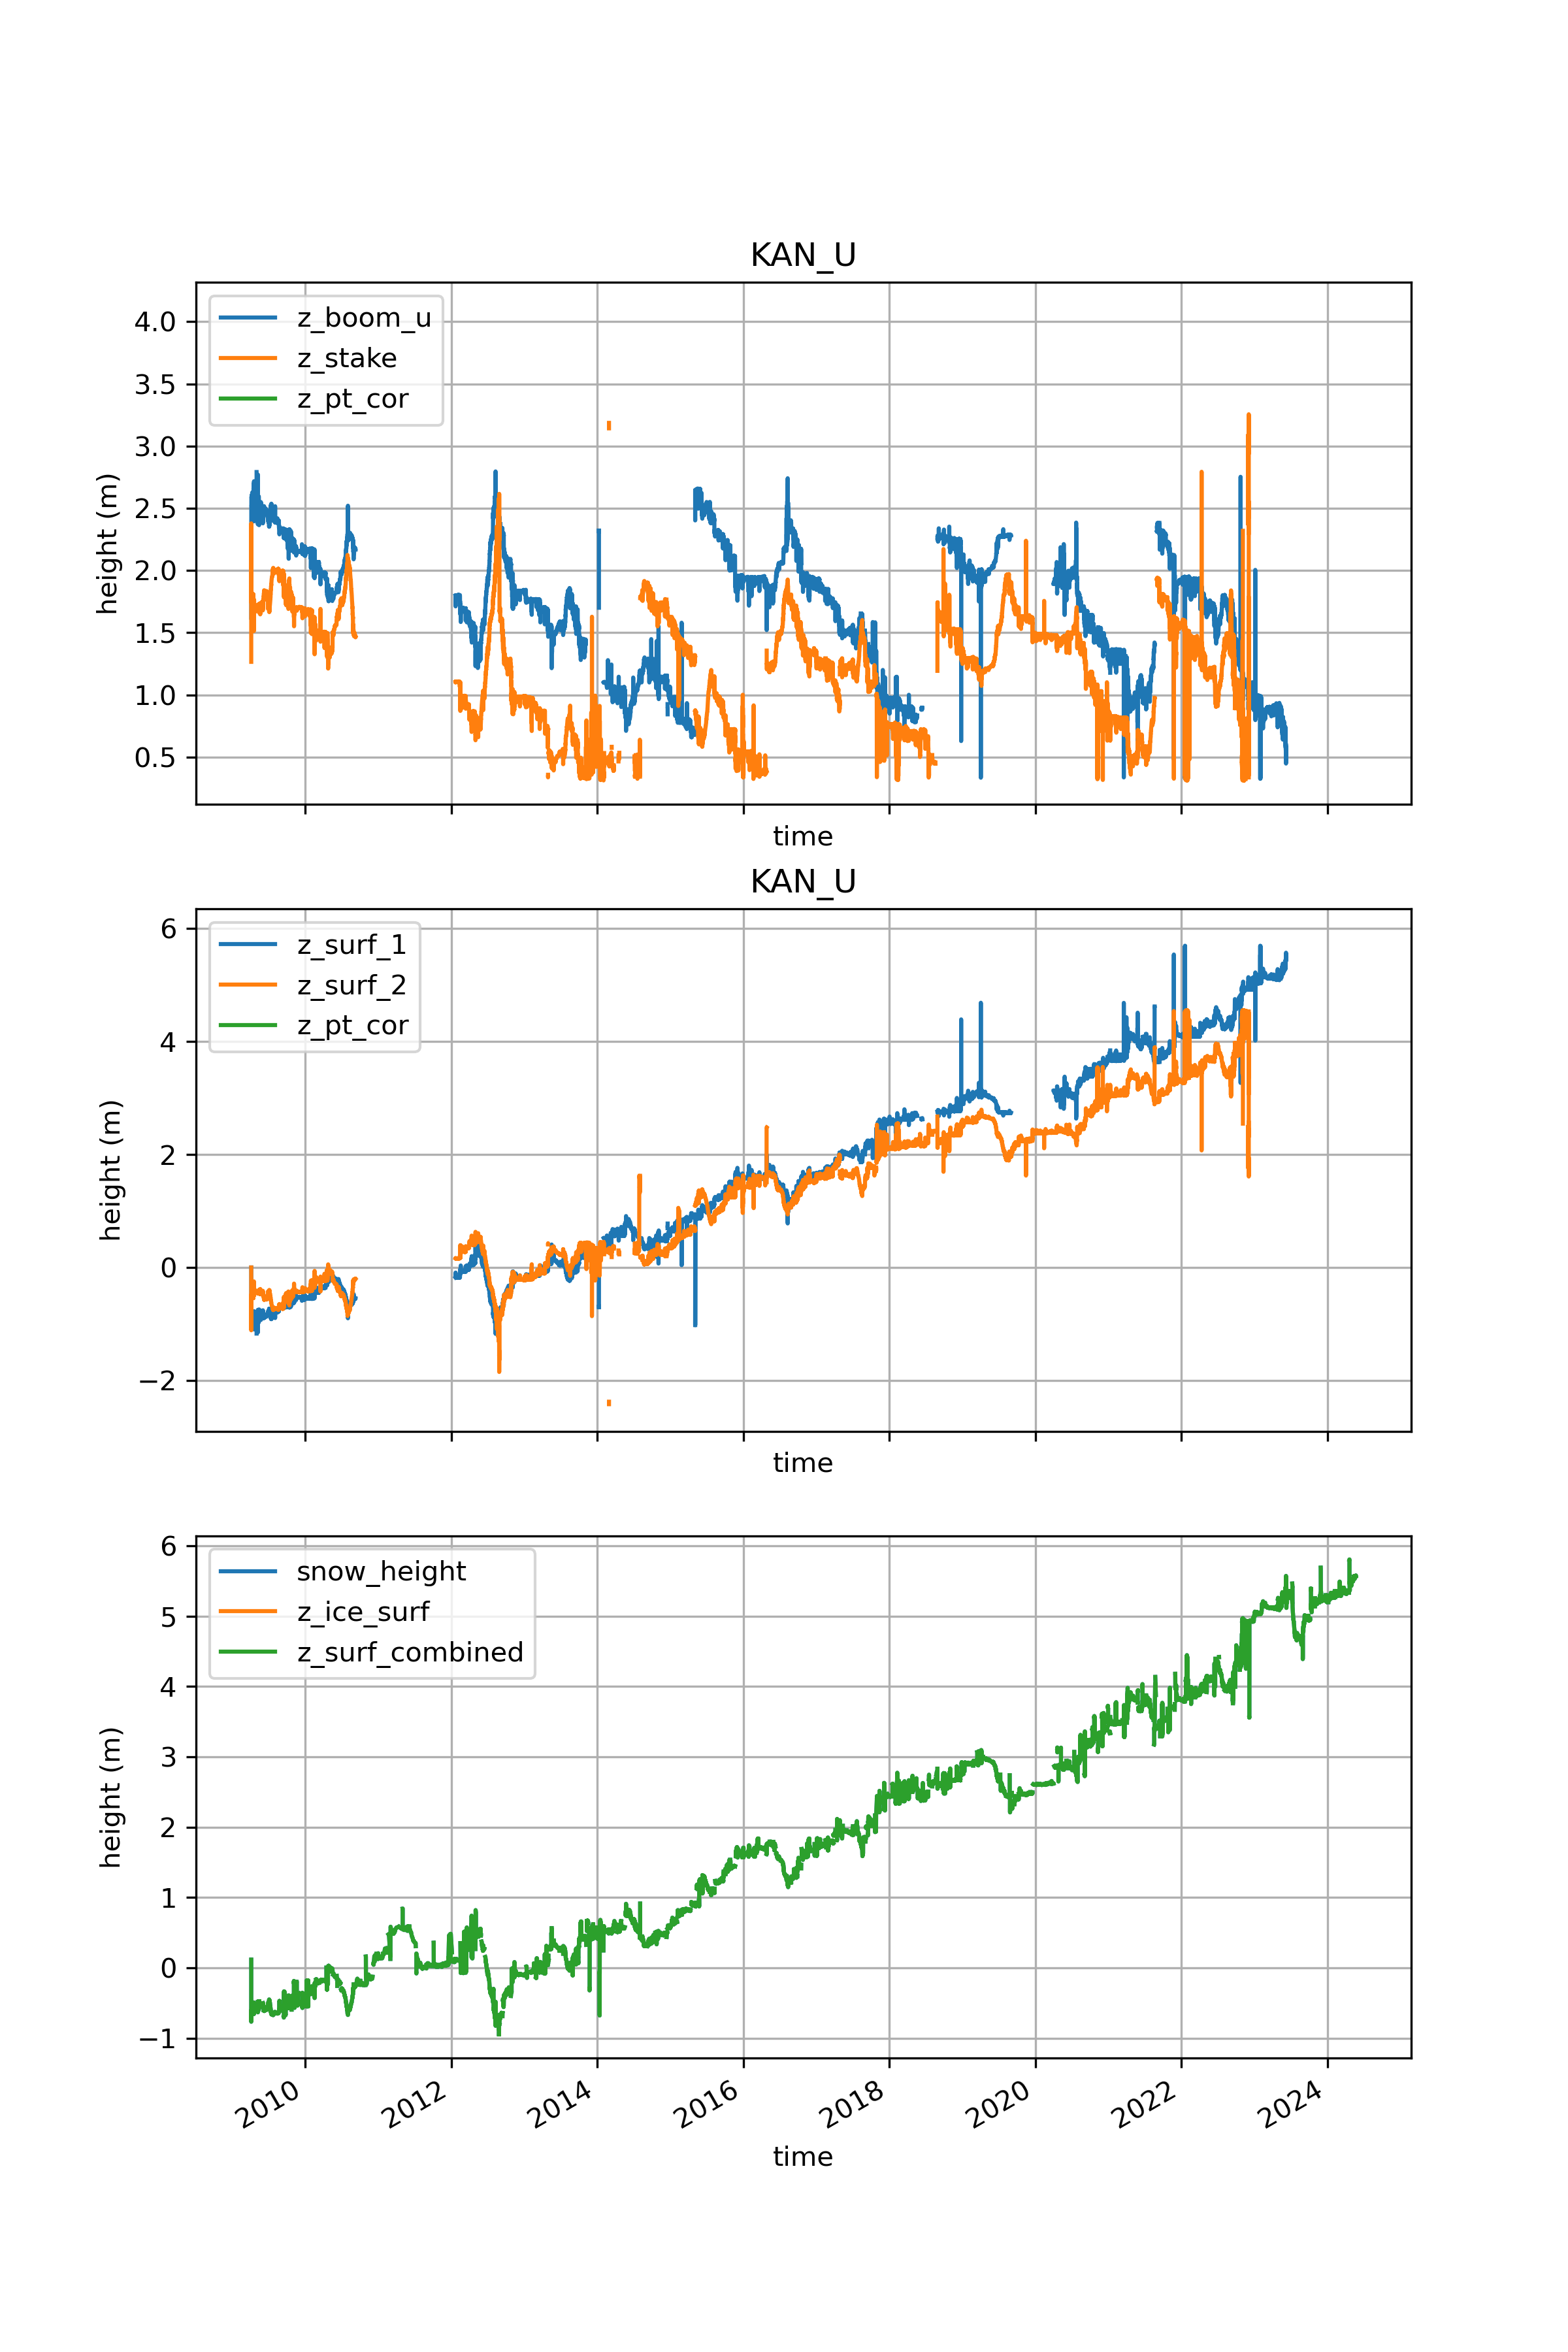 KAN_U
z_boom_u
z_stake
z_pt_cor
4.0
3.5
3.0
2.5
2.0
1.5
1.0
0.5
height (m)
time
KAN_U
z_surf_1
z_surf_2
z_pt_cor
6
4
2
0
−2
height (m)
time
snow_height
z_ice_surf
z_surf_combined
6
5
4
3
2
1
0
−1
height (m)
2010
2012
2014
2016
2018
2020
2022
2024
time